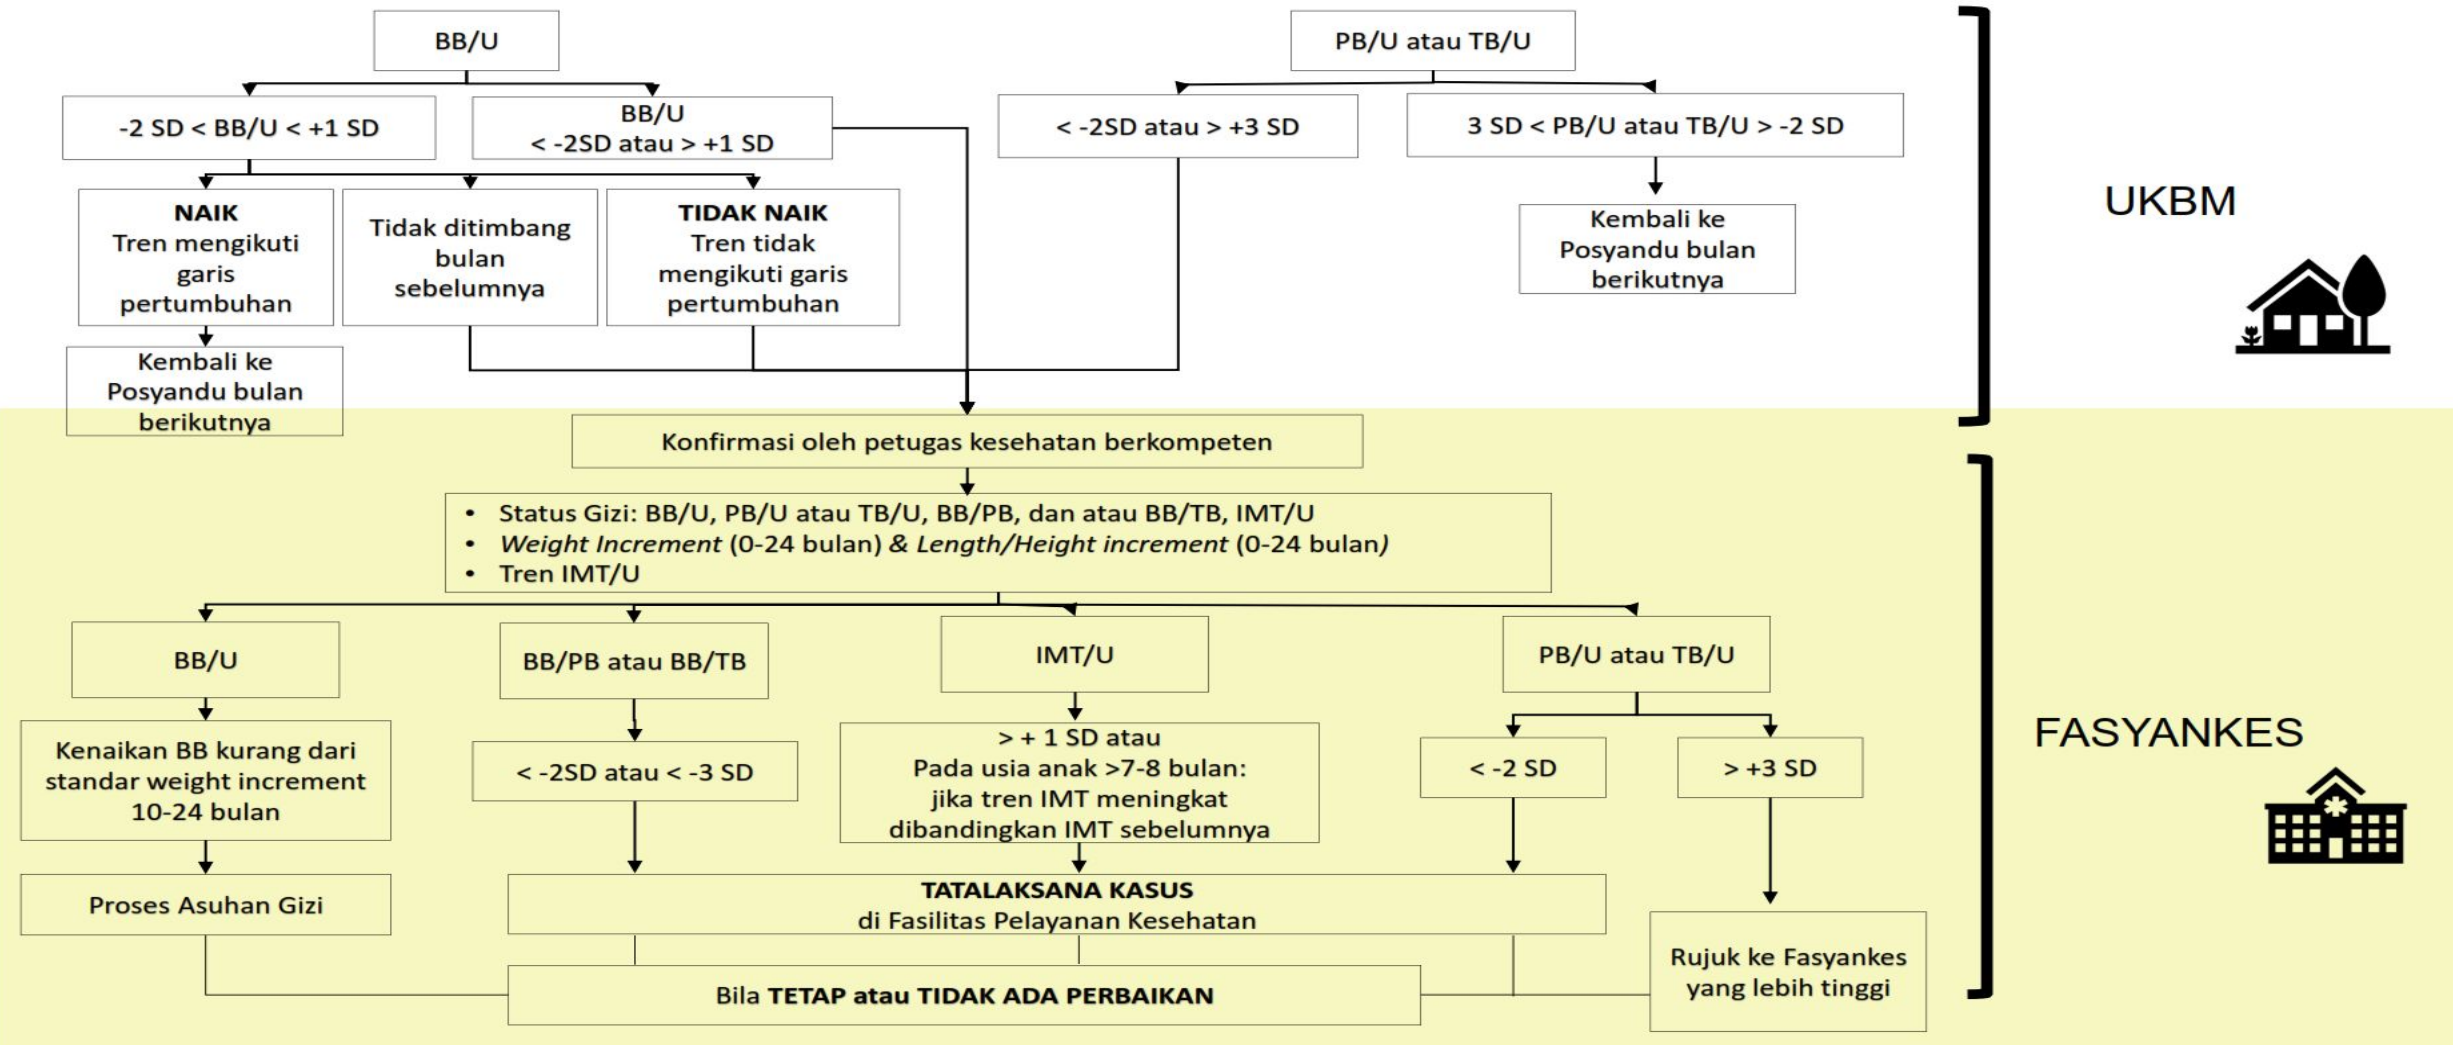 BB/U
PB/U atau TB/U
-2 SD < BB/U < +1 SD
BB/U
< -2SD atau > +1 SD
< -2SD atau > +3 SD
3 SD < PB/U atau TB/U > -2 SD
NAIK
Tren mengikuti
garis
pertumbuhan
Tidak ditimbang
bulan
sebelumnya
TIDAK NAIK
Tren tidak
mengikuti garis
pertumbuhan
Kembali ke
Posyandu bulan
berikutnya
UKBM
Kembali ke
Posyandu bulan
berikutnya
Konfirmasi oleh petugas kesehatan berkompeten
• Status Gizi: BB/U, PB/U atau TB/U, BB/PB, dan atau BB/TB, IMT/U
• Weight Increment (0-24 bulan) & Length/Height increment (0-24 bulan)
• Tren IMT/U
BB/U
BB/PB atau BB/TB
IMT/U
PB/U atau TB/U
Kenaikan BB kurang dari
standar weight increment
10-24 bulan
< -2SD atau < -3 SD
> + 1 SD atau
Pada usia anak >7-8 bulan:
jika tren IMT meningkat
dibandingkan IMT sebelumnya
< -2 SD
> +3 SD
FASYANKES
Proses Asuhan Gizi
TATALAKSANA KASUS
di Fasilitas Pelayanan Kesehatan
Rujuk ke Fasyankes
yang lebih tinggi
Bila TETAP atau TIDAK ADA PERBAIKAN